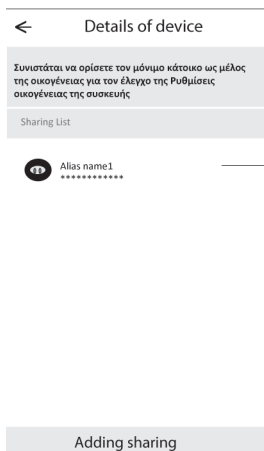 Details of device
Συνιστάται να ορίσετε τον μόνιμο κάτοικο ως μέλος
της οικογένειας για τον έλεγχο της Ρυθμίσεις
οικογένειας της συσκευής
Sharing List
Alias name1
************
Adding sharing